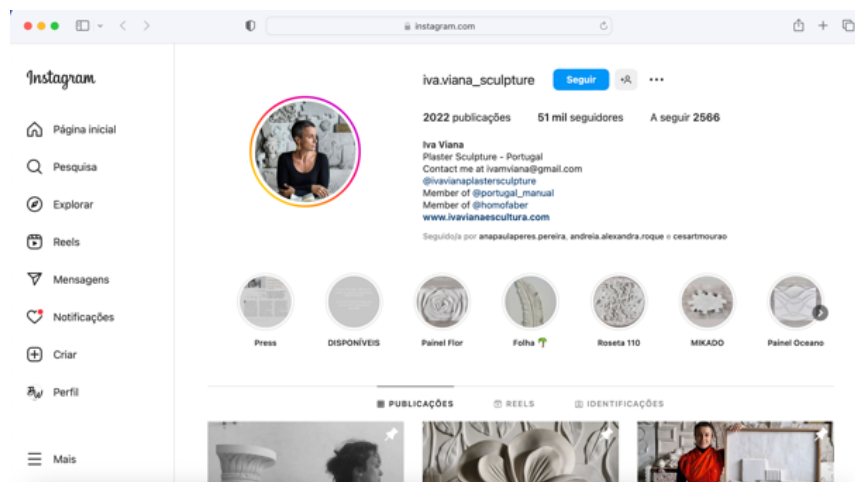 instagram.com
Instagram
Página inicial
Pesquisa
Explorar
Reels
Mensagens
Notificações
Criar
Perfil
Mais
iva.viana_sculpture Seguir ...
2022 publicações 51 mil seguidores A seguir 2566
Iva Viana
Plaster Sculpture - Portugal
Contact me at ivamviana@gmail.com
@ivavianaplastersculpture
Member of @portugal_manual
Member of @homofaber
www.ivavianaescultura.com
Seguido/a por anapaulaperes.pereira, andreia.alexandra.roque e cesartmourao
Press DISPONÍVEIS Painel Flor Folha 🌴 Roseta 110 MIKADO Painel Oceano
PUBLICAÇÕES REELS IDENTIFICAÇÕES